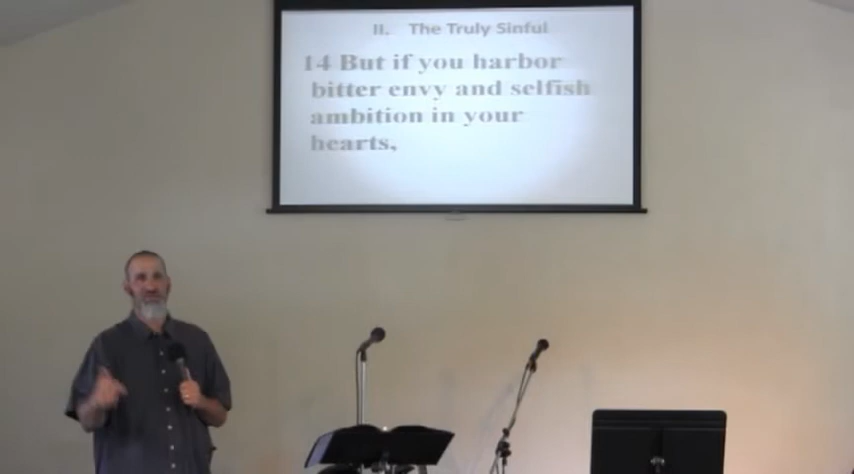 II. The Truly Sinful
14 But if you harbor
bitter envy and selfish
ambition in your
hearts,